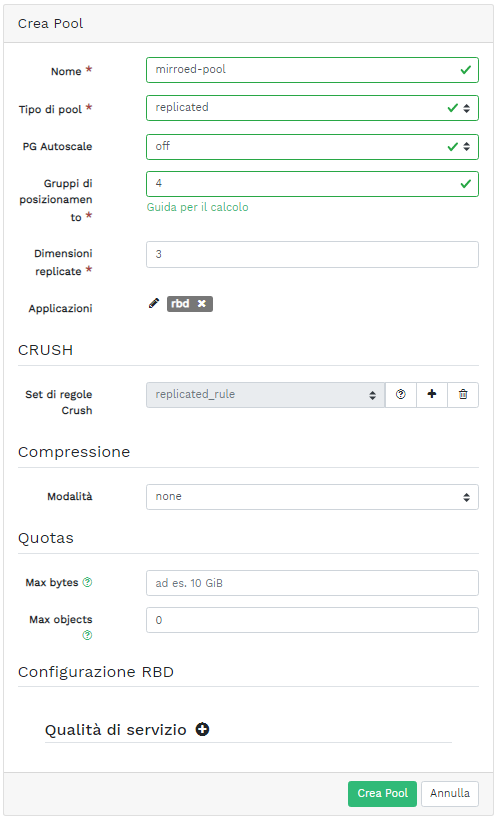 Crea Pool
Nome *
mirroed-pool
Tipo di pool *
replicated
PG Autoscale
off
Gruppi di
posizionamen
to *
4
Guida per il calcolo
Dimensioni
replicate *
3
Applicazioni
rbd ×
CRUSH
Set di regole
Crush
replicated_rule
Compressione
Modalità
none
Quotas
Max bytes
ad es. 10 GiB
Max objects
0
Configurazione RBD
Qualità di servizio
Crea Pool
Annulla